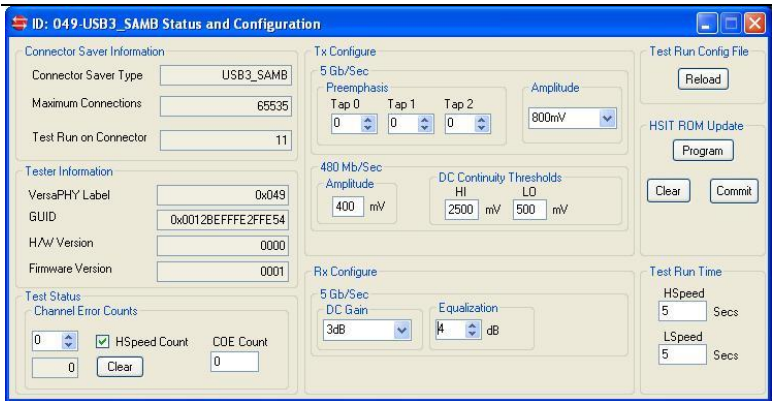 ID: 049-USB3_SAMB Status and Configuration
Connector Saver Information
Connector Saver Type USB3_SAMB
Maximum Connections 65535
Test Run on Connector 11
Tester Information
VersaPHY Label 0x049
GUID 0x0012BEFFFE2FFE54
H/W Version 0000
Firmware Version 0001
Test Status
Channel Error Counts
0 HSpeed Count COE Count
0 Clear 0
Tx Configure
5 Gb/Sec
Preemphasis Amplitude
Tap 0 Tap 1 Tap 2
0 0 0 800mV
480 Mb/Sec
Amplitude DC Continuity Thresholds
HI LO
400 mV 2500 mV 500 mV
Rx Configure
5 Gb/Sec
DC Gain Equalization
3dB 4 dB
Test Run Config File
Reload
HSIT ROM Update
Program
Clear Commit
Test Run Time
HSpeed
5 Secs
LSpeed
5 Secs